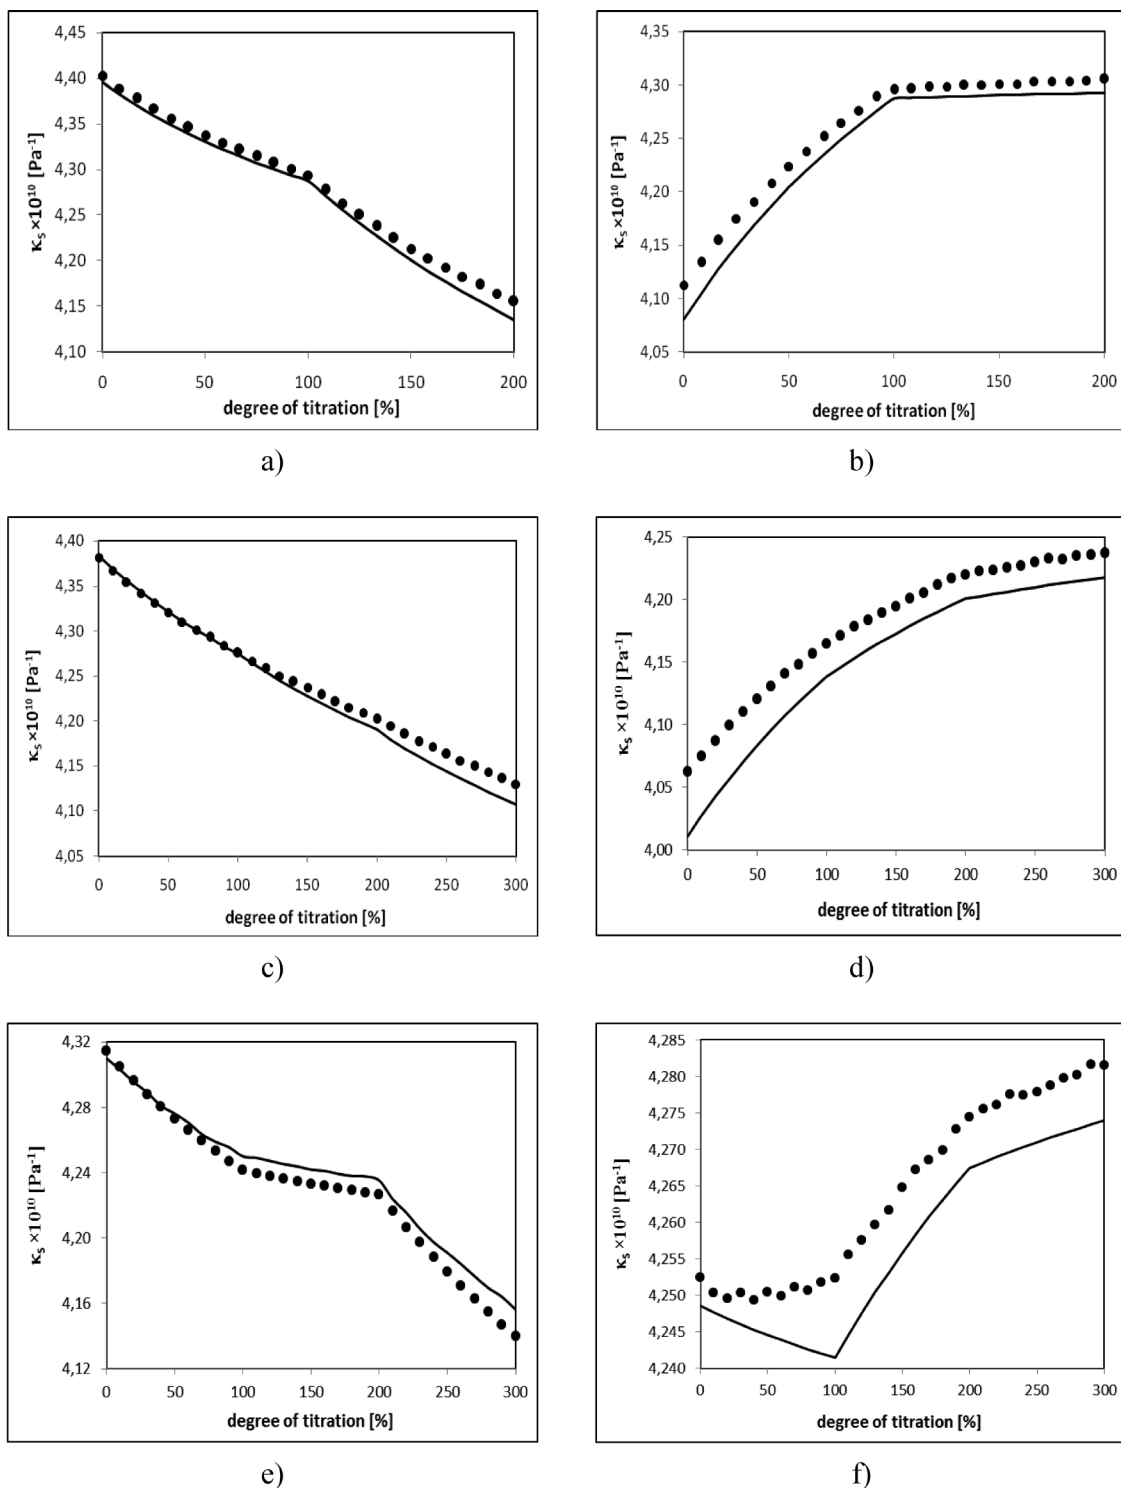 4,45
4,40
4,35
4,30
4,25
4,20
4,15
4,10
κs ×10¹⁰ [Pa⁻¹]
0 50 100 150 200
degree of titration [%]
a)
4,35
4,30
4,25
4,20
4,15
4,10
4,05
κs ×10¹⁰ [Pa⁻¹]
0 50 100 150 200
degree of titration [%]
b)
4,40
4,35
4,30
4,25
4,20
4,15
4,10
4,05
κs ×10¹⁰ [Pa⁻¹]
0 50 100 150 200 250 300
degree of titration [%]
c)
4,25
4,20
4,15
4,10
4,05
4,00
κs ×10¹⁰ [Pa⁻¹]
0 50 100 150 200 250 300
degree of titration [%]
d)
4,32
4,28
4,24
4,20
4,16
4,12
κs ×10¹⁰ [Pa⁻¹]
0 50 100 150 200 250 300
degree of titration [%]
e)
4,285
4,280
4,275
4,270
4,265
4,260
4,255
4,250
4,245
4,240
κs ×10¹⁰ [Pa⁻¹]
0 50 100 150 200 250 300
degree of titration [%]
f)